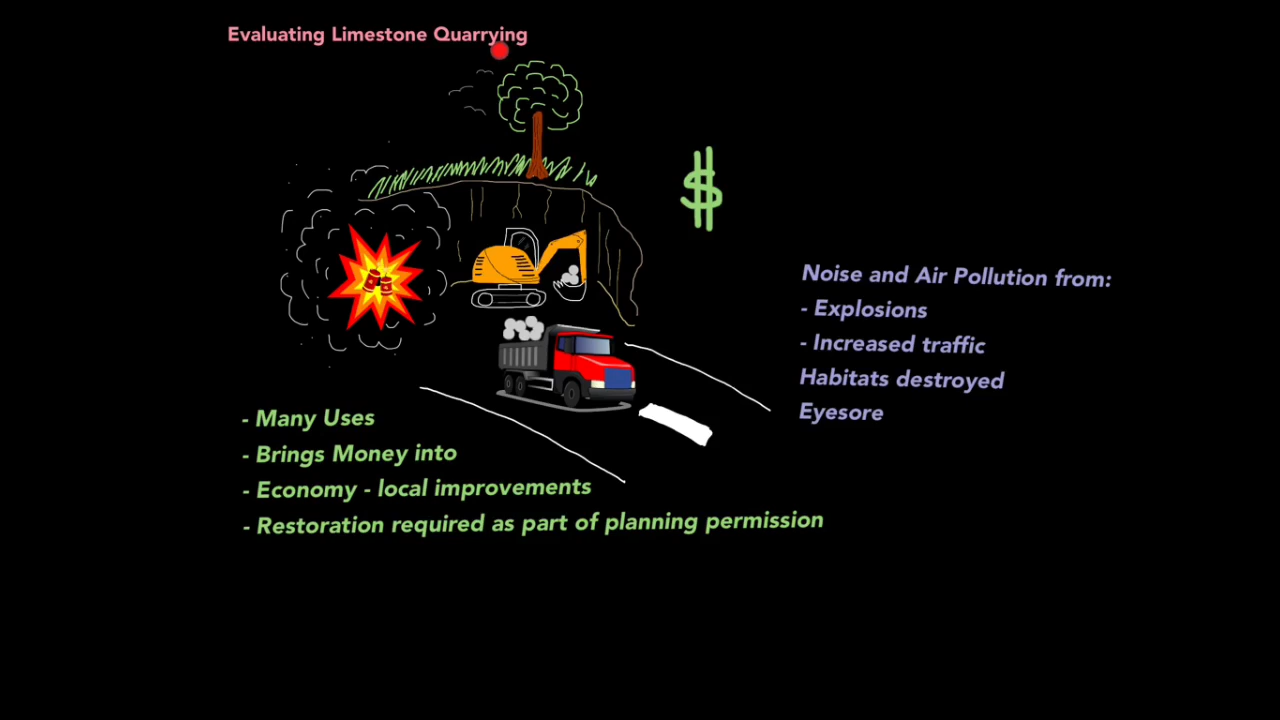 Evaluating Limestone Quarrying
$
Noise and Air Pollution from:
- Explosions
- Increased traffic
Habitats destroyed
Eyesore
- Many Uses
- Brings Money into
- Economy - local improvements
- Restoration required as part of planning permission